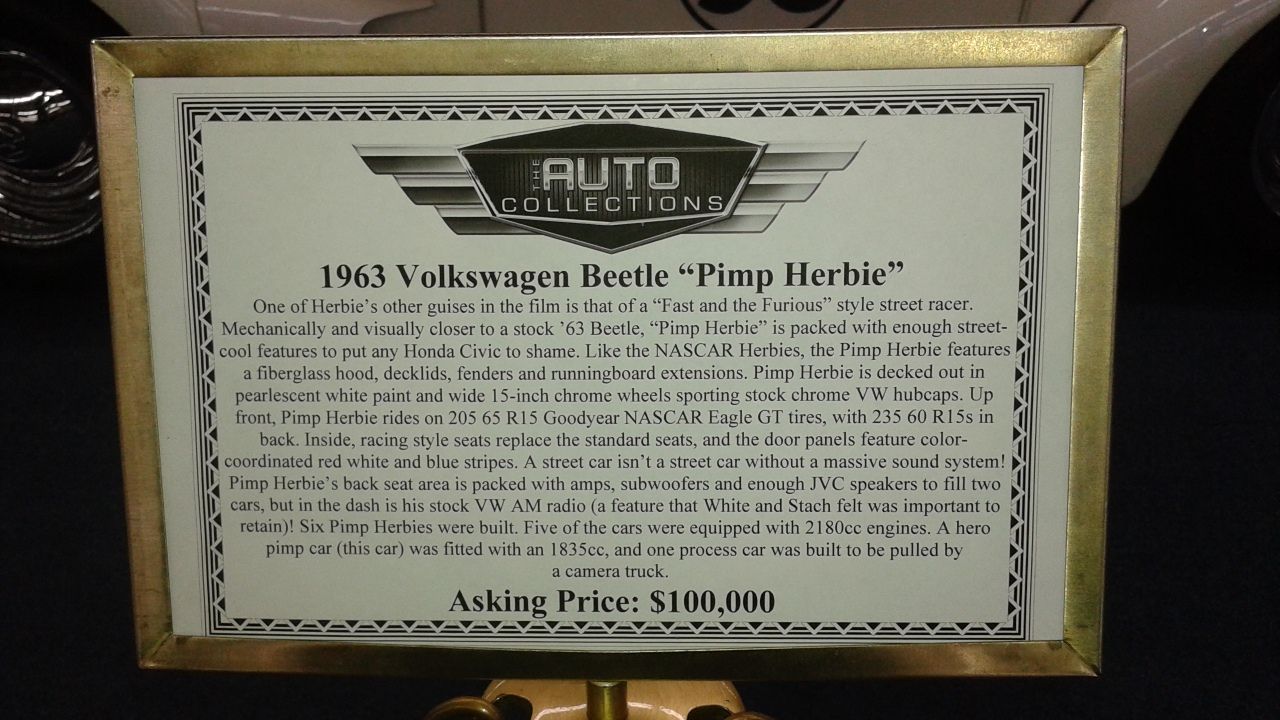 THE AUTO
COLLECTIONS
1963 Volkswagen Beetle “Pimp Herbie”
One of Herbie’s other guises in the film is that of a “Fast and the Furious” style street racer.
Mechanically and visually closer to a stock ’63 Beetle, “Pimp Herbie” is packed with enough street-
cool features to put any Honda Civic to shame. Like the NASCAR Herbies, the Pimp Herbie features
a fiberglass hood, decklids, fenders and runningboard extensions. Pimp Herbie is decked out in
pearlescent white paint and wide 15-inch chrome wheels sporting stock chrome VW hubcaps. Up
front, Pimp Herbie rides on 205 65 R15 Goodyear NASCAR Eagle GT tires, with 235 60 R15s in
back. Inside, racing style seats replace the standard seats, and the door panels feature color-
coordinated red white and blue stripes. A street car isn’t a street car without a massive sound system!
Pimp Herbie’s back seat area is packed with amps, subwoofers and enough JVC speakers to fill two
cars, but in the dash is his stock VW AM radio (a feature that White and Stach felt was important to
retain)! Six Pimp Herbies were built. Five of the cars were equipped with 2180cc engines. A hero
pimp car (this car) was fitted with an 1835cc, and one process car was built to be pulled by
a camera truck.
Asking Price: $100,000